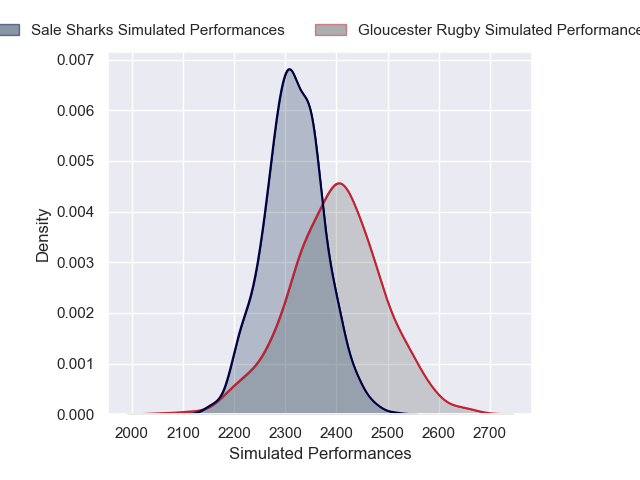 Sale Sharks Simulated Performances
Gloucester Rugby Simulated Performance
0.007
0.006
0.005
0.004
0.003
0.002
0.001
0.000
Density
2000 2100 2200 2300 2400 2500 2600 2700
Simulated Performances